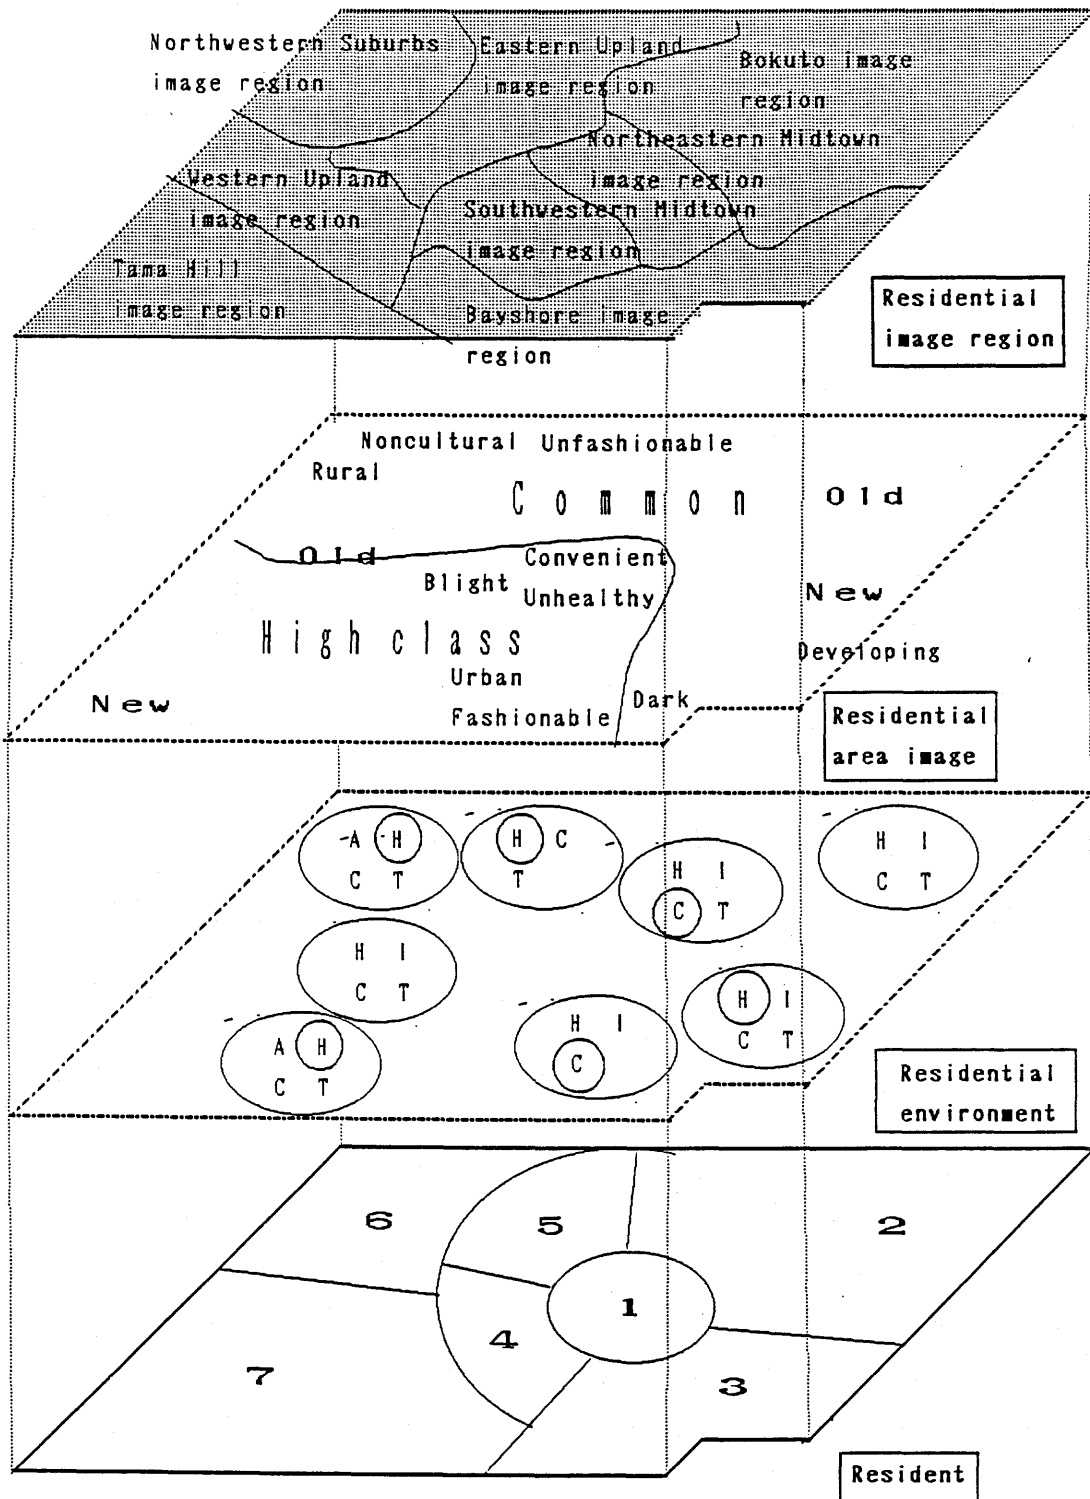 Northwestern Suburbs
image region
Eastern Upland
image region
Bokuto image
region
Northeastern Midtown
image region
Western Upland
image region
Southwestern Midtown
image region
Tama Hill
image region
Bayshore image
region
Residential
image region
Noncultural Unfashionable
Rural
Common
Old
Old
Convenient
Blight
Unhealthy
New
High class
Developing
Urban
New
Dark
Fashionable
Residential
area image
A H
C T
H C
T
H I
C T
H I
C T
H I
C T
H I
C T
A H
C T
H I
C
Residential
environment
6
5
2
1
4
7
3
Resident